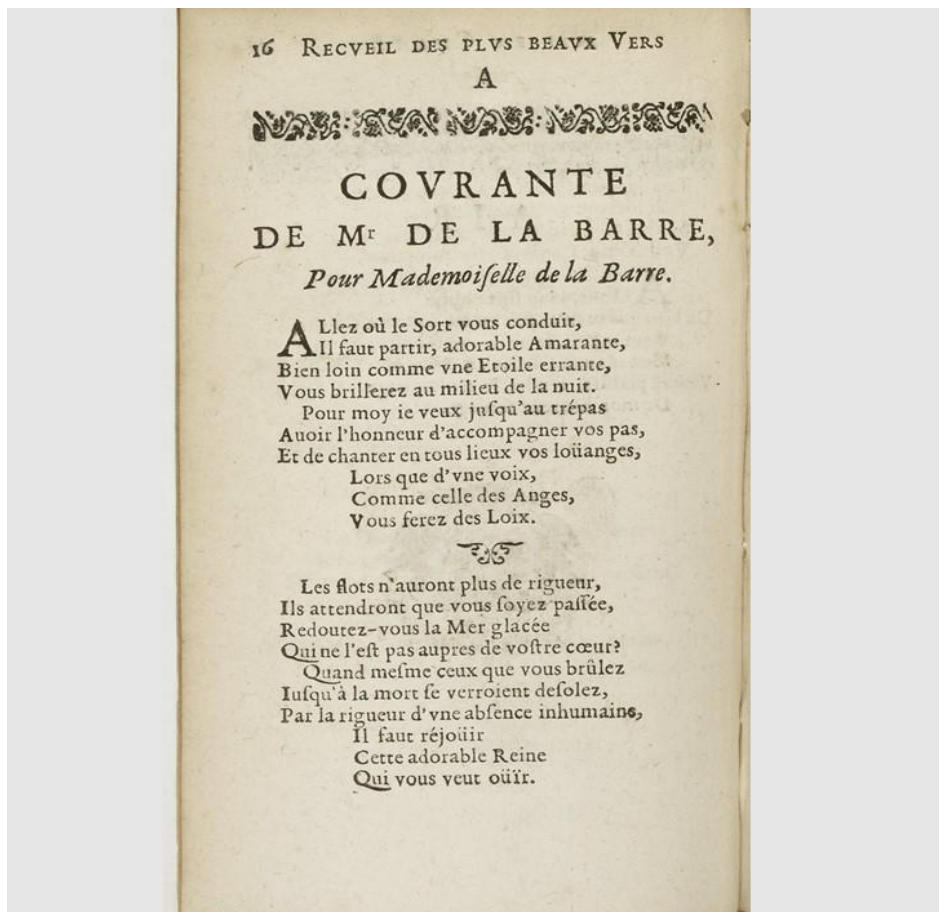 16 RECVEIL DES PLVS BEAVX VERS
A
COVRANTE
DE Mr DE LA BARRE,
Pour Mademoiſelle de la Barre.
ALlez où le Sort vous conduit,
Il faut partir, adorable Amarante,
Bien loin comme vne Etoile errante,
Vous brillerez au milieu de la nuit.
Pour moy ie veux juſqu'au trépas
Auoir l'honneur d'accompagner vos pas,
Et de chanter en tous lieux vos loüanges,
Lors que d'vne voix,
Comme celle des Anges,
Vous ferez des Loix.
Les flots n'auront plus de rigueur,
Ils attendront que vous ſoyez paſſée,
Redoutez-vous la Mer glacée
Qui ne l'eſt pas aupres de voſtre cœur?
Quand meſme ceux que vous brûlez
Iuſqu'à la mort ſe verroient deſolez,
Par la rigueur d'vne abſence inhumaine,
Il faut réjoüir
Cette adorable Reine
Qui vous veut oüïr.